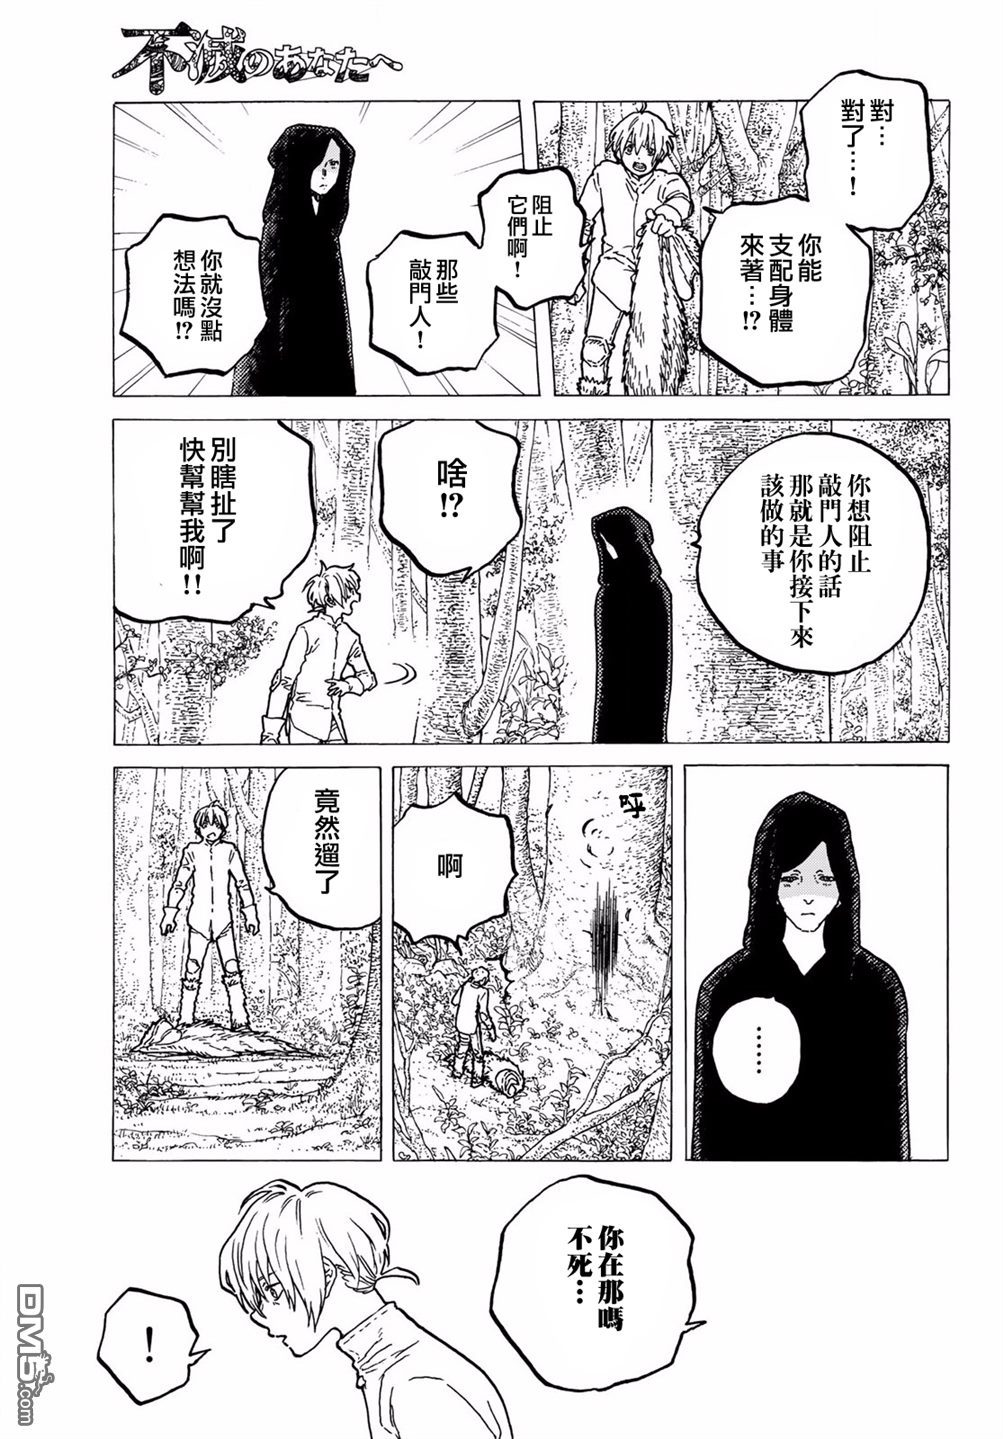 不滅のあなたへ
對…
對了…！
你能
支配身體
來著…!?
阻止
它們啊！
那些
敲門人！
你就沒點
想法嗎!?
你想阻止
敲門人的話
那就是你接下來
該做的事
啥
!?
別瞎扯了
快幫幫我啊!!
……
呼
啊
竟然遛了
你在那嗎
不死…
！
DM5.com